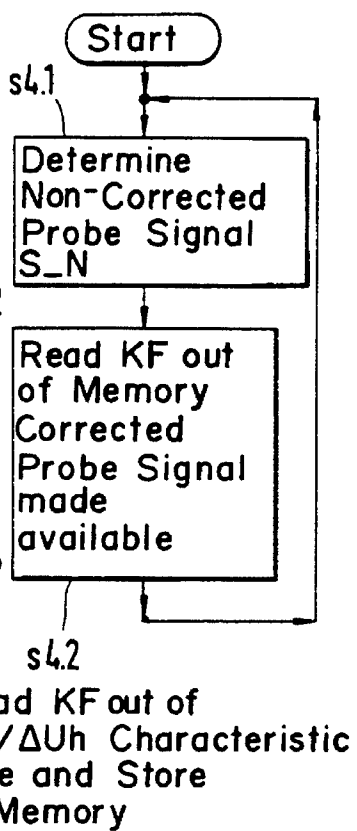 Start
s4.1
Determine
Non-Corrected
Probe Signal
S_N
Read KF out
of Memory
Corrected
Probe Signal
made
available
s4.2
KF out of
/ΔUh Characteristic
and Store
Memory